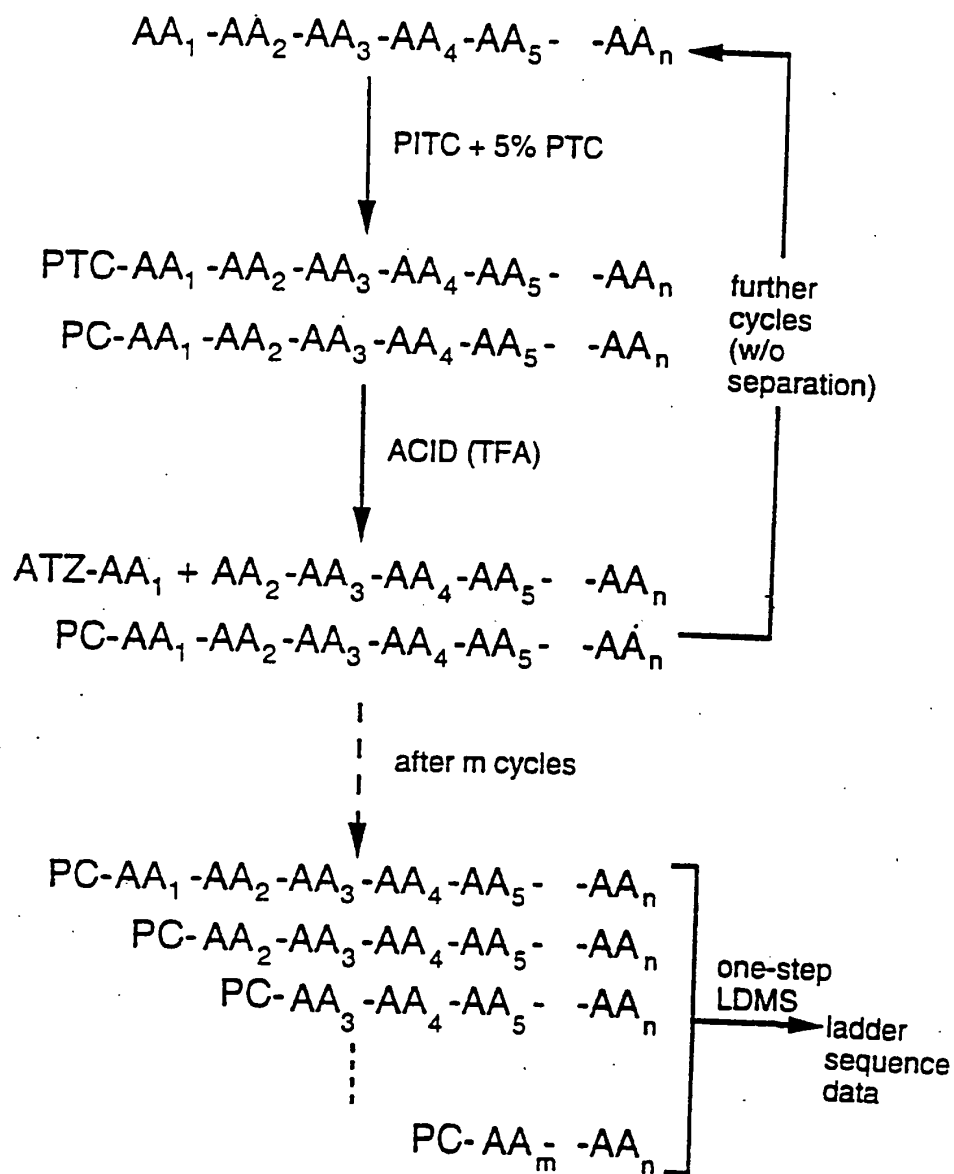 AA₁ -AA₂-AA₃-AA₄-AA₅- -AAₙ
PITC + 5% PTC
PTC-AA₁ -AA₂-AA₃-AA₄-AA₅- -AAₙ
PC-AA₁ -AA₂-AA₃-AA₄-AA₅- -AAₙ
further
cycles
(w/o
separation)
ACID (TFA)
ATZ-AA₁ + AA₂-AA₃-AA₄-AA₅- -AAₙ
PC-AA₁ -AA₂-AA₃-AA₄-AA₅- -AAₙ
after m cycles
PC-AA₁ -AA₂-AA₃-AA₄-AA₅- -AAₙ
PC-AA₂-AA₃-AA₄-AA₅- -AAₙ
PC-AA₃ -AA₄ -AA₅- -AAₙ
PC- AAₘ- -AAₙ
one-step
LDMS
ladder
sequence
data